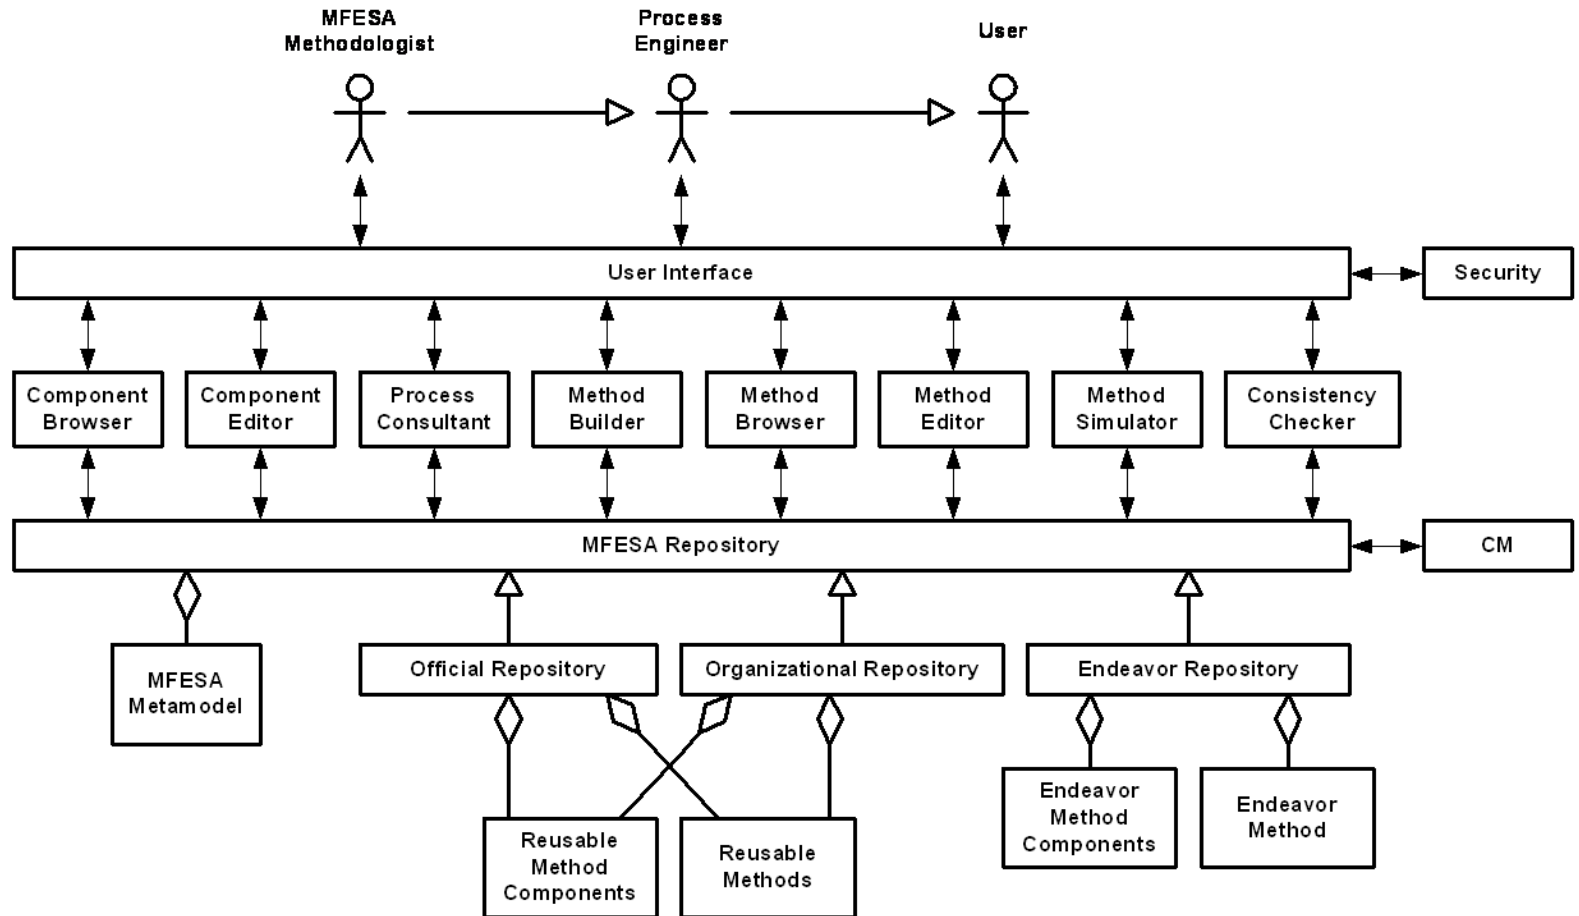 MFESA
Methodologist
Process
Engineer
User
User Interface
Security
Component
Browser
Component
Editor
Process
Consultant
Method
Builder
Method
Browser
Method
Editor
Method
Simulator
Consistency
Checker
MFESA Repository
CM
MFESA
Metamodel
Official Repository
Organizational Repository
Endeavor Repository
Reusable
Method
Components
Reusable
Methods
Endeavor
Method
Components
Endeavor
Method